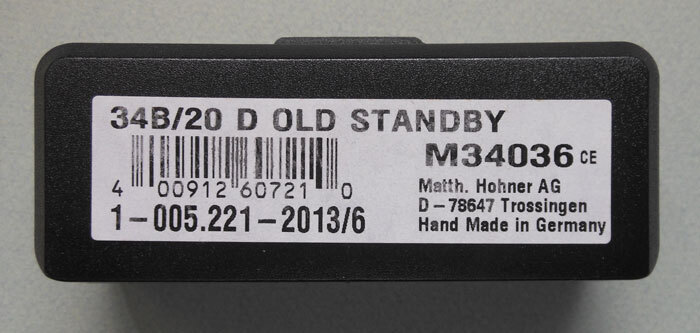 34B/20 D OLD STANDBY
M34036 CE
4 00912 60721 0
1-005.221-2013/6
Matth. Hohner AG
D-78647 Trossingen
Hand Made in Germany